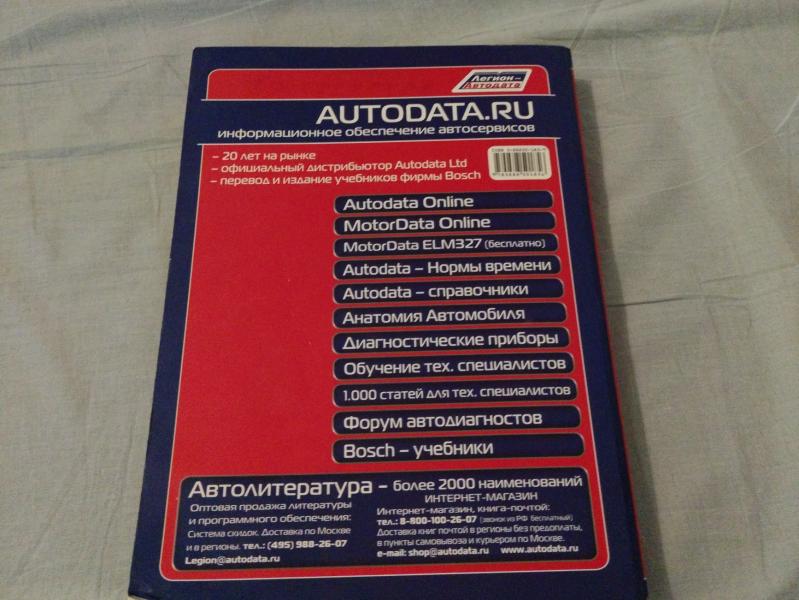 Легион-
Автодата
AUTODATA.RU
информационное обеспечение автосервисов
– 20 лет на рынке
– официальный дистрибьютор Autodata Ltd
– перевод и издание учебников фирмы Bosch
Autodata Online
MotorData Online
MotorData ELM327 (бесплатно)
Autodata – Нормы времени
Autodata – справочники
Анатомия Автомобиля
Диагностические приборы
Обучение тех. специалистов
1.000 статей для тех. специалистов
Форум автодиагностов
Bosch – учебники
Автолитература – более 2000 наименований
Оптовая продажа литературы
и программного обеспечения:
Система скидок. Доставка по Москве
и в регионы. тел.: (495) 988-26-07
Legion@autodata.ru
ИНТЕРНЕТ-МАГАЗИН
Интернет-магазин, книга-почтой:
тел.: 8-800-100-26-07 (звонок из РФ бесплатный)
Доставка книг почтой в регионы без предоплаты,
в пункты самовывоза и курьером по Москве.
e-mail: shop@autodata.ru www.autodata.ru